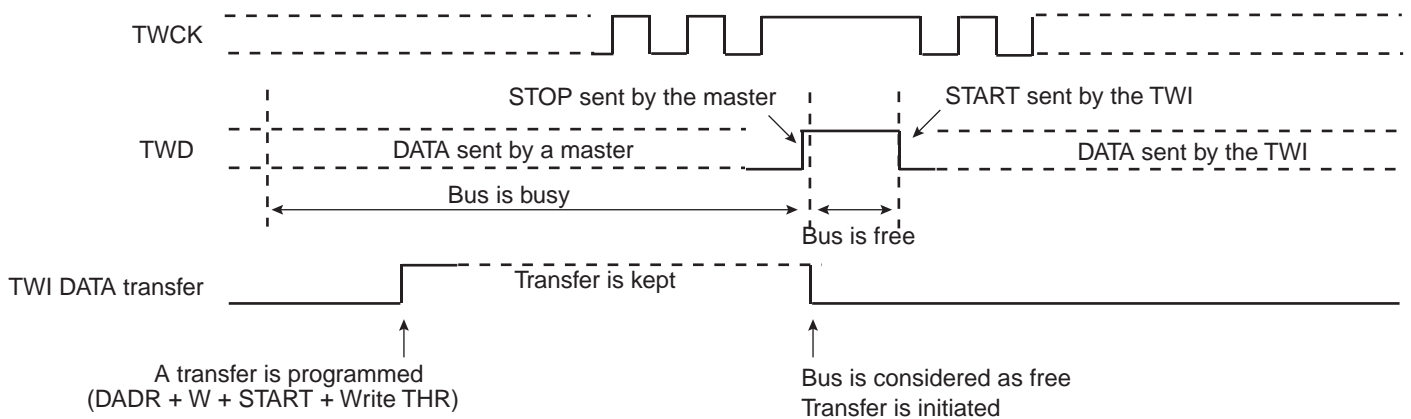 TWCK
STOP sent by the master
START sent by the TWI
TWD
DATA sent by a master
DATA sent by the TWI
Bus is busy
Bus is free
TWI DATA transfer
Transfer is kept
A transfer is programmed
(DADR + W + START + Write THR)
Bus is considered as free
Transfer is initiated